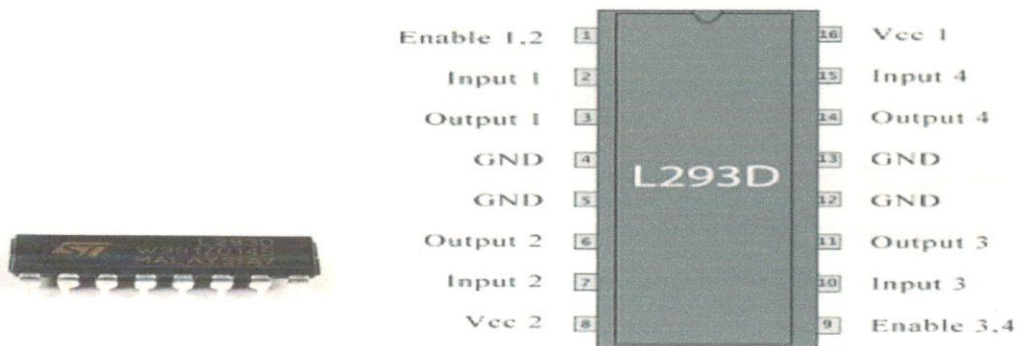 Enable 1,2 1
Input 1 2
Output 1 3
GND 4
GND 5
Output 2 6
Input 2 7
Vcc 2 8
L293D
16 Vcc 1
15 Input 4
14 Output 4
13 GND
12 GND
11 Output 3
10 Input 3
9 Enable 3,4
ST L293D
MALAYSIA